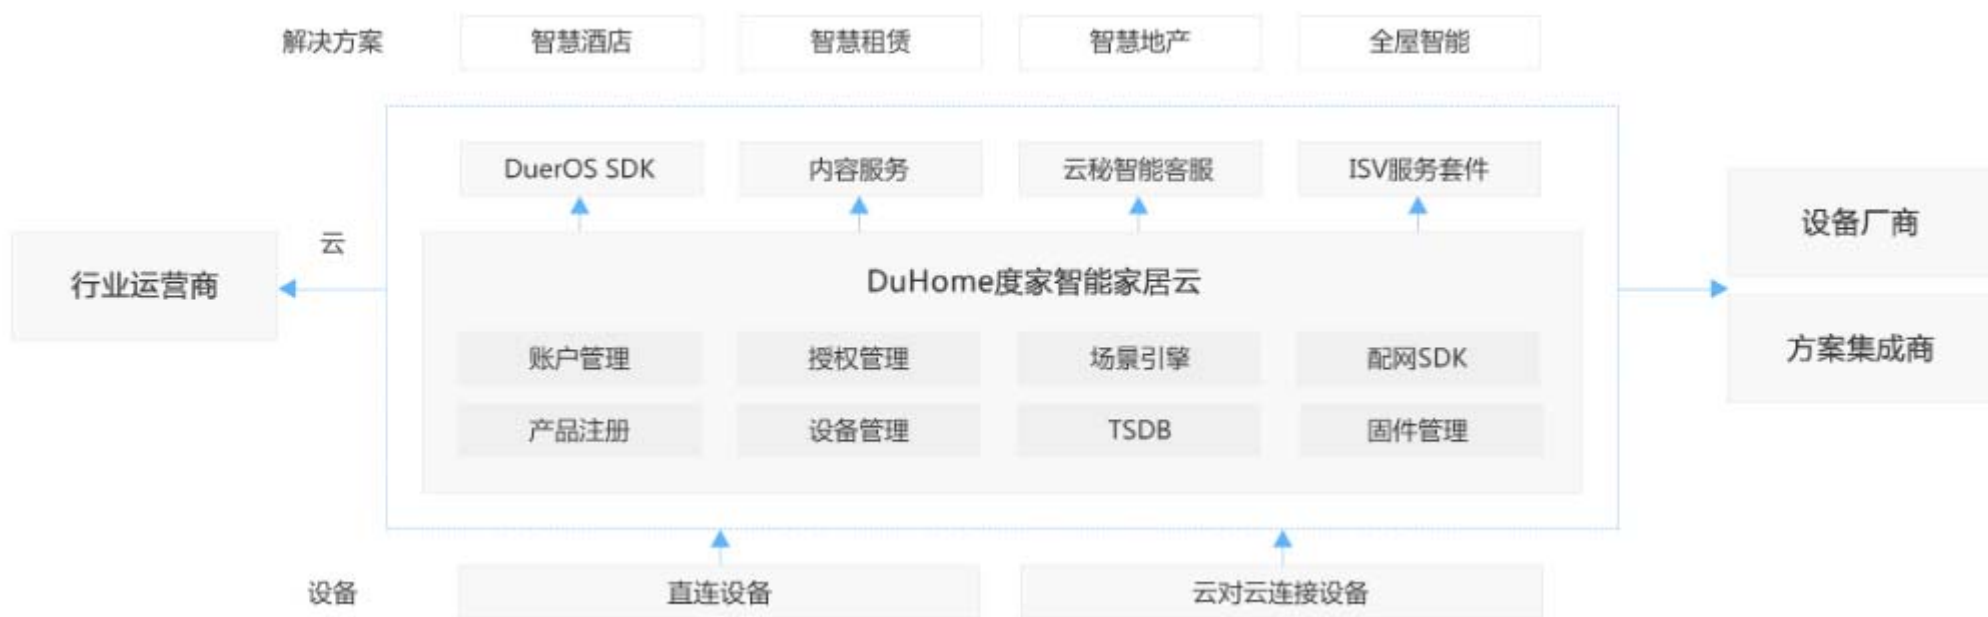 解决方案
智慧酒店
智慧租赁
智慧地产
全屋智能
DuerOS SDK
内容服务
云秘智能客服
ISV服务套件
云
行业运营商
DuHome度家智能家居云
账户管理
授权管理
场景引擎
配网SDK
产品注册
设备管理
TSDB
固件管理
设备厂商
方案集成商
设备
直连设备
云对云连接设备